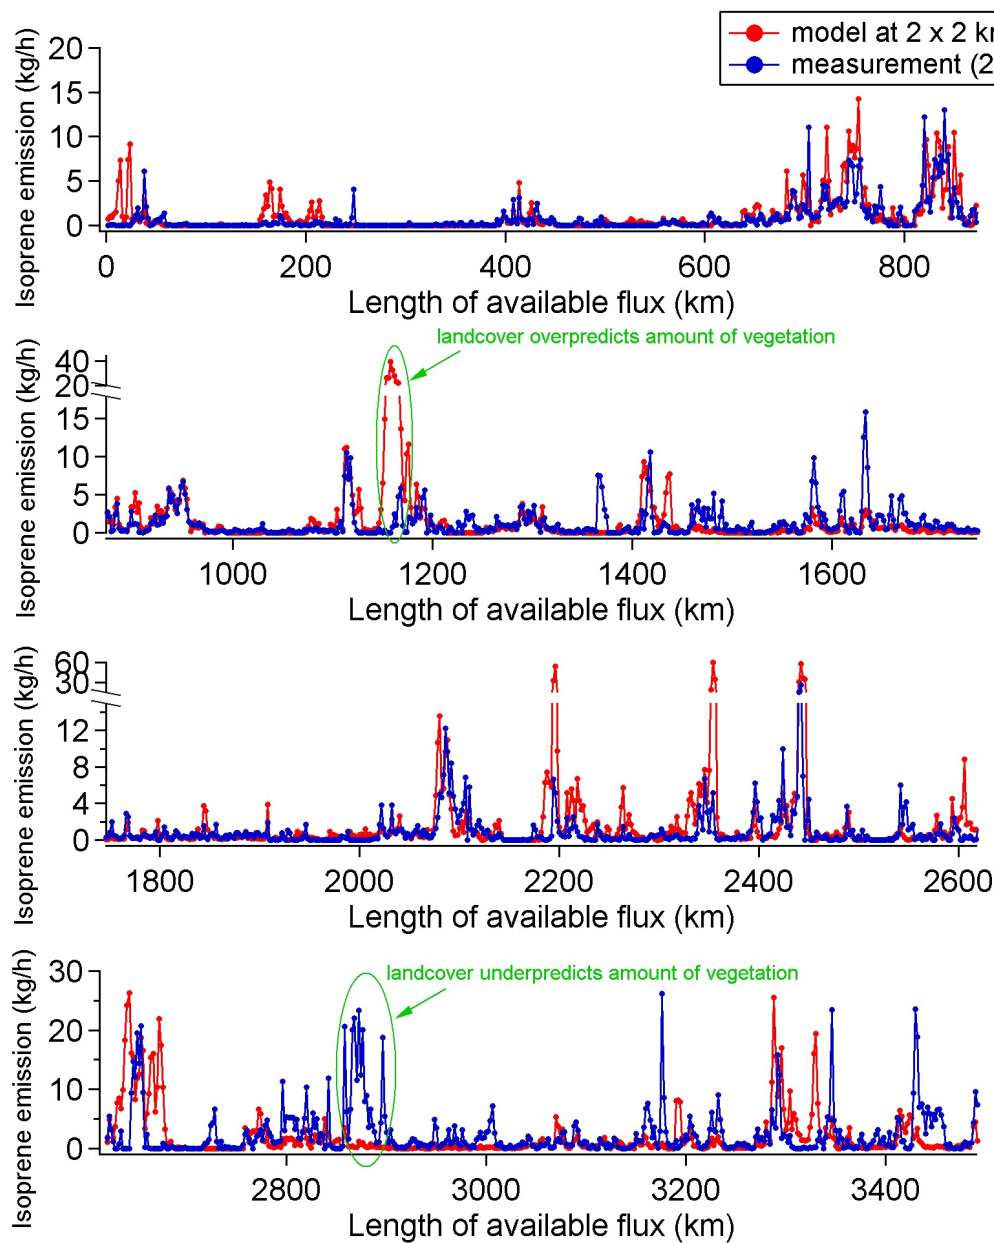 model at 2 x 2 k
measurement (2
Isoprene emission (kg/h)
20
15
10
5
0
0 200 400 600 800
Length of available flux (km)
landcover overpredicts amount of vegetation
Isoprene emission (kg/h)
40
20
15
10
5
0
1000 1200 1400 1600
Length of available flux (km)
Isoprene emission (kg/h)
60
30
12
8
4
0
1800 2000 2200 2400 2600
Length of available flux (km)
landcover underpredicts amount of vegetation
Isoprene emission (kg/h)
30
20
10
0
2800 3000 3200 3400
Length of available flux (km)